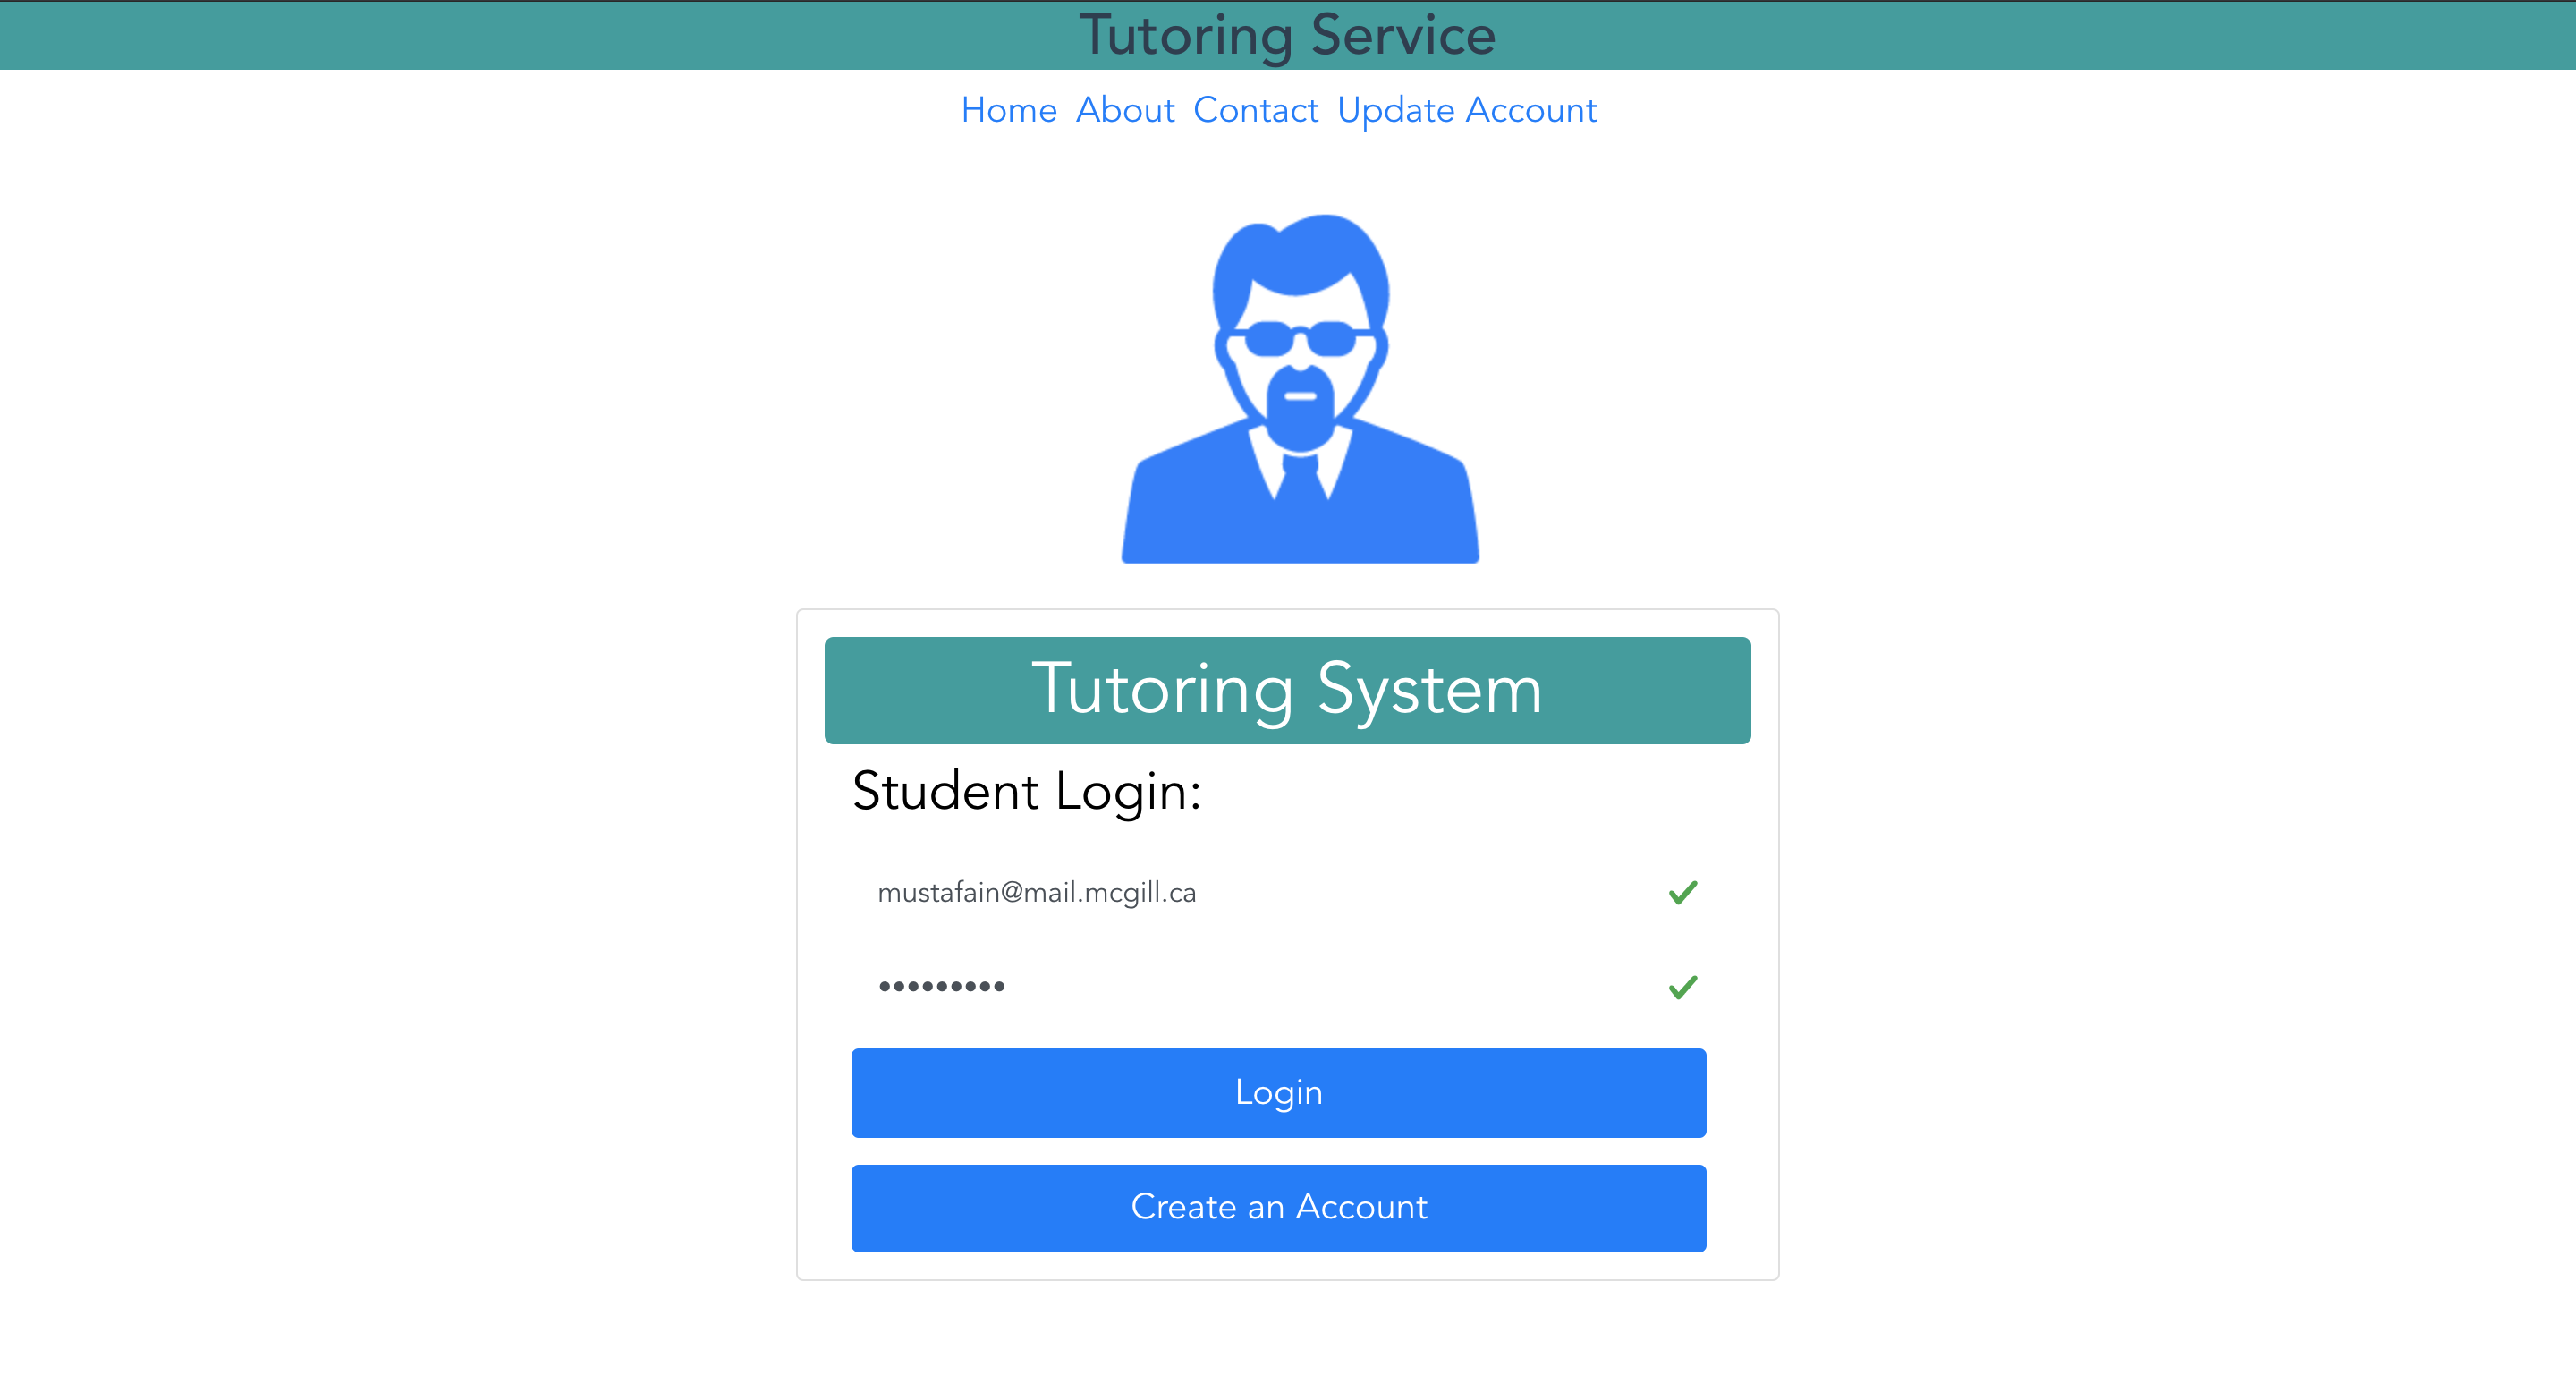 Tutoring Service
Home About Contact Update Account
Tutoring System
Student Login:
mustafain@mail.mcgill.ca
•••••••••
Login
Create an Account